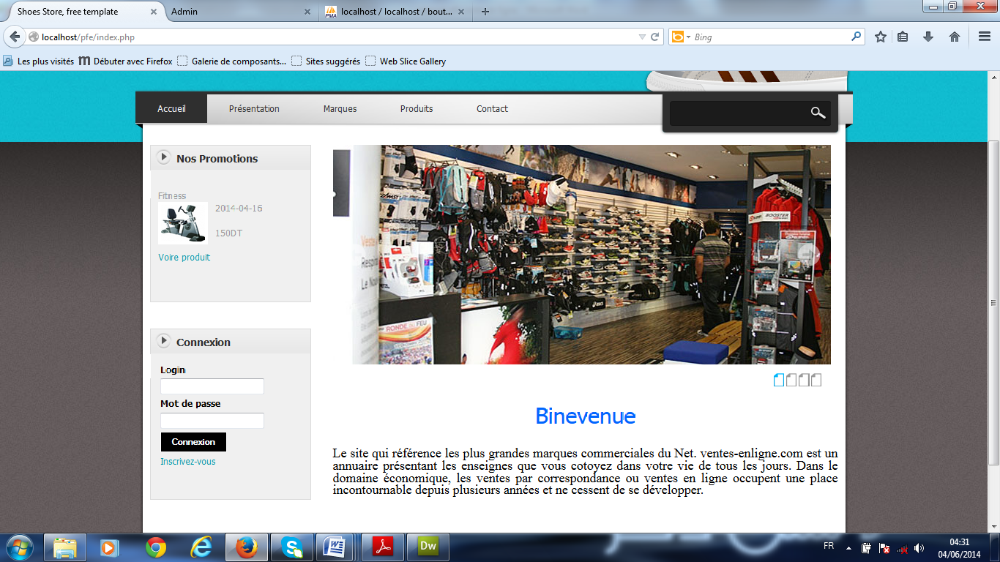 Shoes Store, free template
Admin
localhost / localhost / bout...
localhost/pfe/index.php
Bing
Les plus visités
Débuter avec Firefox
Galerie de composants...
Sites suggérés
Web Slice Gallery
Accueil
Présentation
Marques
Produits
Contact
Nos Promotions
Fitness
2014-04-16
150DT
Voire produit
Connexion
Login
Mot de passe
Connexion
Inscrivez-vous
BOOSTER
RONDE DU FEU
Binevenue
Le site qui référence les plus grandes marques commerciales du Net. ventes-enligne.com est un
annuaire présentant les enseignes que vous cotoyez dans votre vie de tous les jours. Dans le
domaine économique, les ventes par correspondance ou ventes en ligne occupent une place
incontournable depuis plusieurs années et ne cessent de se développer.
FR
04:31
04/06/2014